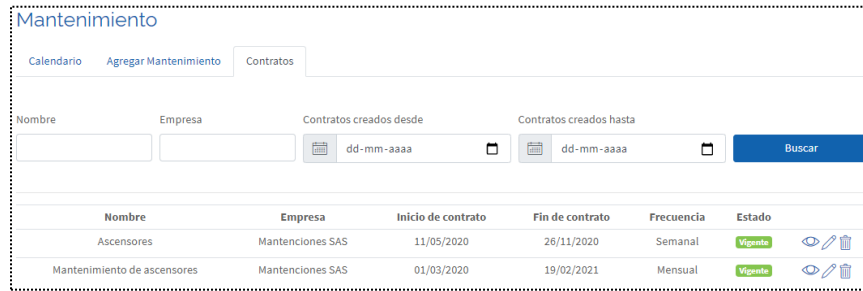 Mantenimiento
Calendario Agregar Mantenimiento Contratos
Nombre Empresa Contratos creados desde Contratos creados hasta
dd-mm-aaaa dd-mm-aaaa Buscar
Nombre Empresa Inicio de contrato Fin de contrato Frecuencia Estado
Ascensores Mantenciones SAS 11/05/2020 26/11/2020 Semanal Vigente
Mantenimiento de ascensores Mantenciones SAS 01/03/2020 19/02/2021 Mensual Vigente